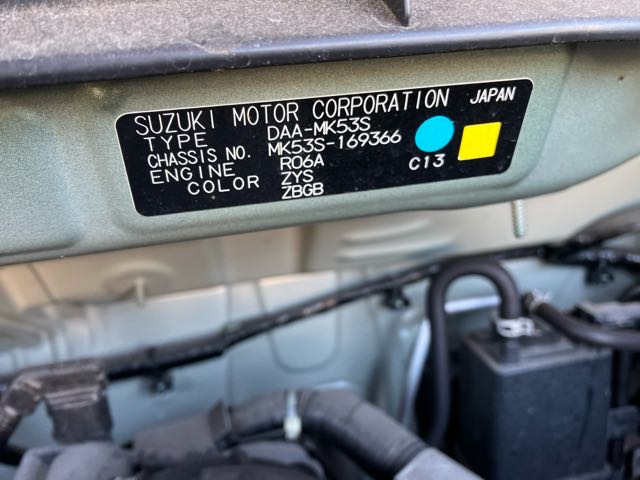 SUZUKI MOTOR CORPORATION JAPAN
TYPE DAA-MK53S
CHASSIS NO. MK53S-169366
ENGINE R06A C13
COLOR ZYS
ZBGB